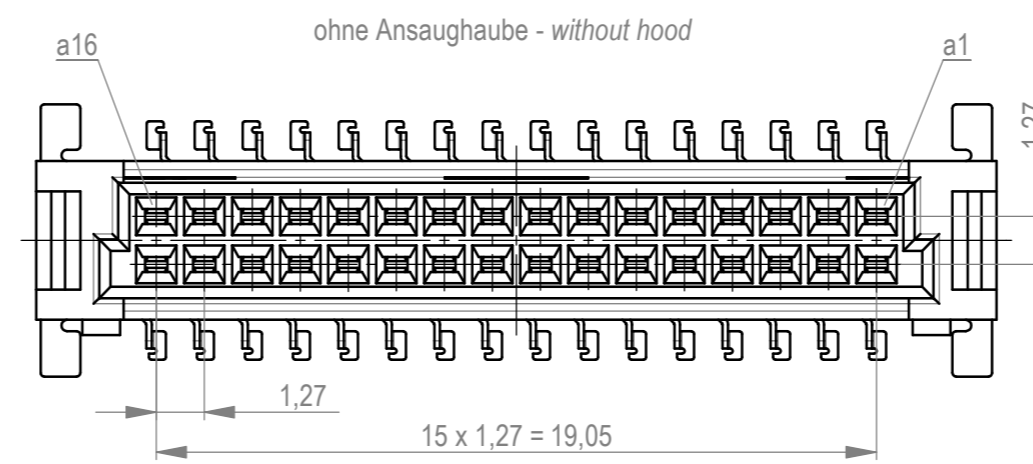 ohne Ansaughaube - without hood
a16
a1
1,27
1,27
15 x 1,27 = 19,05